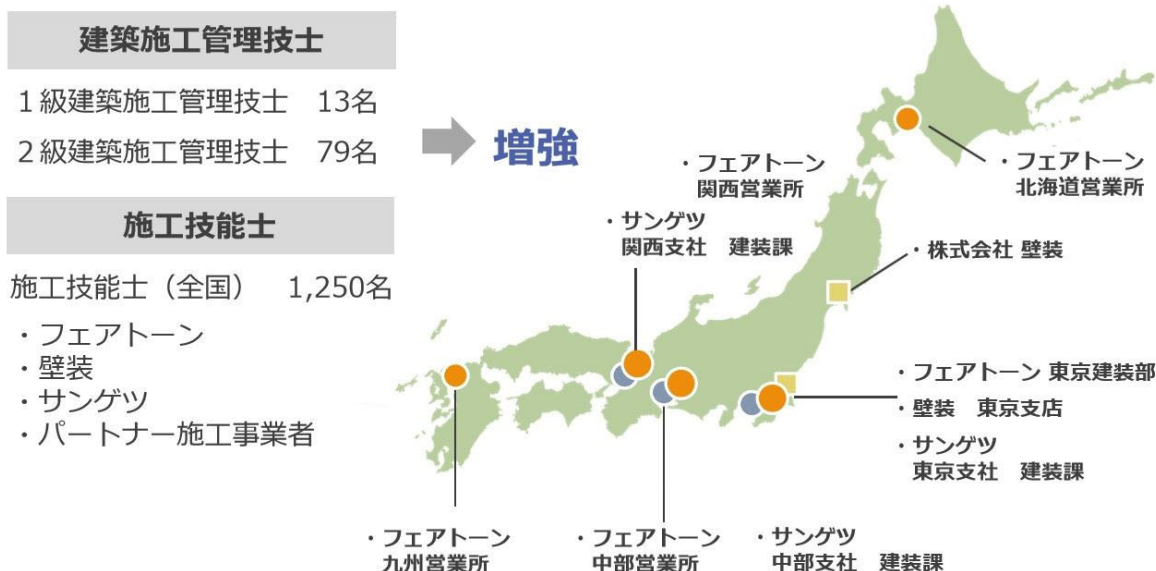 建築施工管理技士
1級建築施工管理技士　13名
2級建築施工管理技士　79名
増強
施工技能士
施工技能士（全国）　1,250名
・フェアトーン
・壁装
・サンゲツ
・パートナー施工事業者
・フェアトーン
関西営業所
・サンゲツ
関西支社　建装課
・フェアトーン
北海道営業所
・株式会社 壁装
・フェアトーン 東京建装部
・壁装　東京支店
・サンゲツ
東京支社　建装課
・フェアトーン
九州営業所
・フェアトーン
中部営業所
・サンゲツ
中部支社　建装課